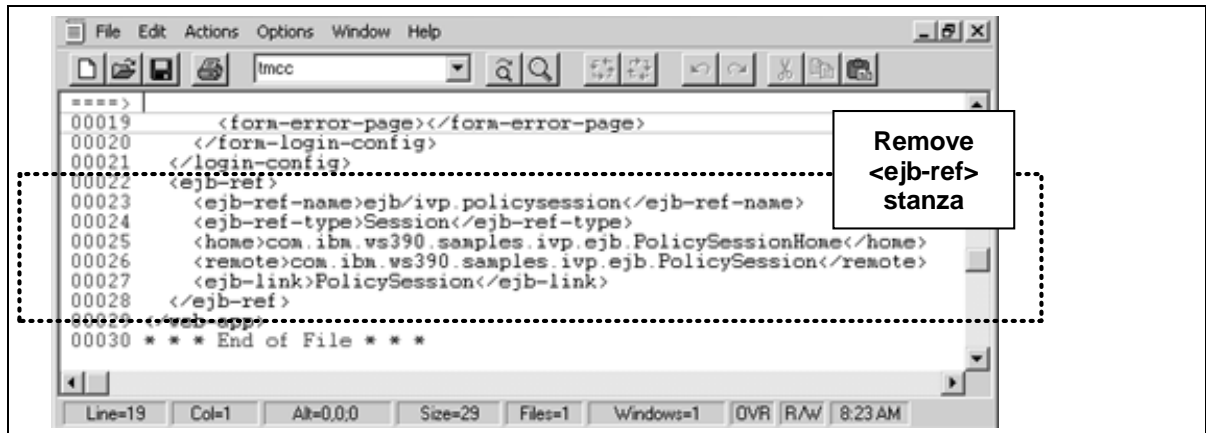 File Edit Actions Options Window Help
tmcc
====>
00019 <form-error-page></form-error-page>
00020 </form-login-config>
00021 </login-config>
00022 <ejb-ref>
00023 <ejb-ref-name>ejb/ivp.policysession</ejb-ref-name>
00024 <ejb-ref-type>Session</ejb-ref-type>
00025 <home>com.ibm.ws390.samples.ivp.ejb.PolicySessionHome</home>
00026 <remote>com.ibm.ws390.samples.ivp.ejb.PolicySession</remote>
00027 <ejb-link>PolicySession</ejb-link>
00028 </ejb-ref>
00029 </web-app>
00030 * * * End of File * * *
Remove
<ejb-ref>
stanza
Line=19 Col=1 Alt=0,0;0 Size=29 Files=1 Windows=1 OVR R/W 8:23 AM